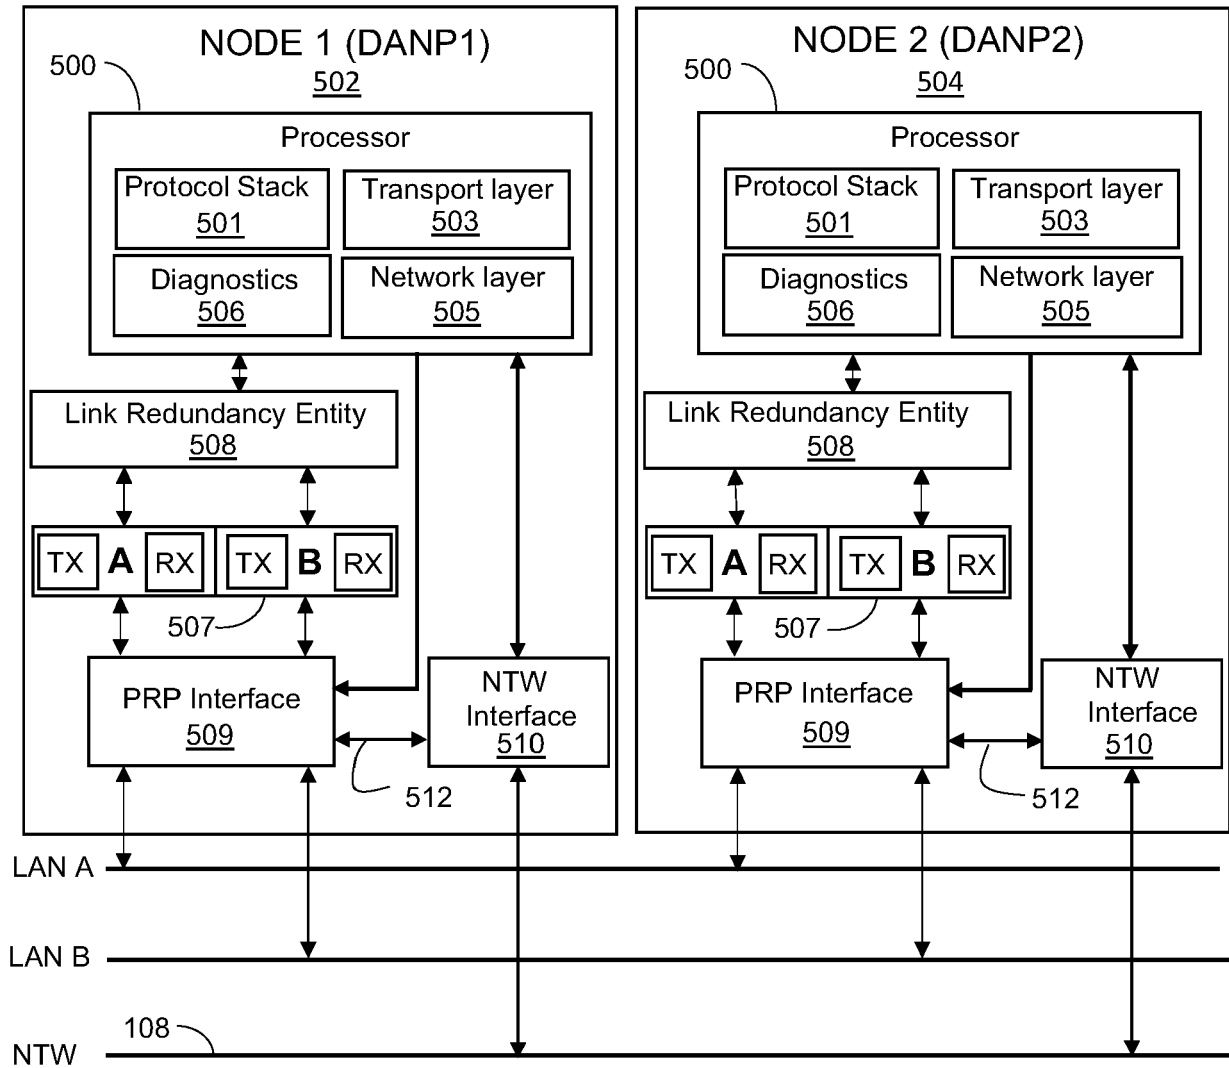 NODE 1 (DANP1)
502
500
Processor
Protocol Stack
501
Transport layer
503
Diagnostics
506
Network layer
505
Link Redundancy Entity
508
TX A RX TX B RX
507
PRP Interface
509
NTW
Interface
510
512
NODE 2 (DANP2)
504
500
Processor
Protocol Stack
501
Transport layer
503
Diagnostics
506
Network layer
505
Link Redundancy Entity
508
TX A RX TX B RX
507
PRP Interface
509
NTW
Interface
510
512
LAN A
LAN B
108
NTW